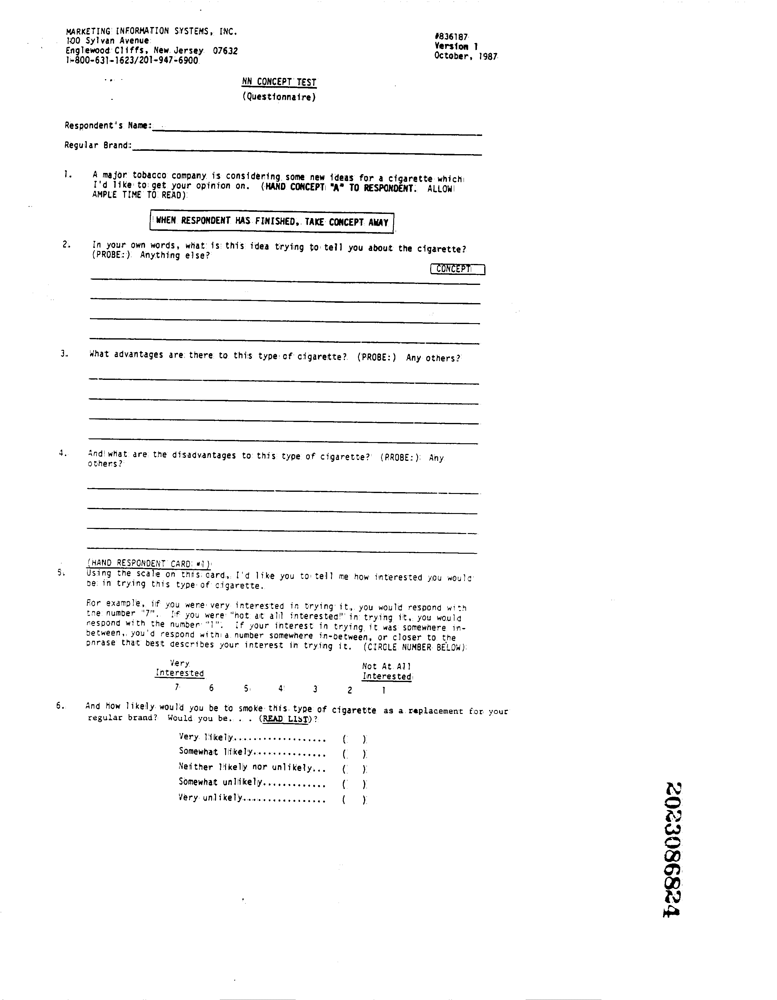 MARKETING INFORMATION SYSTEMS, INC.
100 Sylvan Avenue
Englewood Cliffs, New Jersey 07632
1-800-631-1623/201-947-6900
#836187
Version 1
October, 1987
NN CONCEPT TEST
(Questionnaire)
Respondent's Name:
Regular Brand:
1. A major tobacco company is considering some new ideas for a cigarette which
I'd like to get your opinion on. (HAND CONCEPT "A" TO RESPONDENT. ALLOW
AMPLE TIME TO READ)
WHEN RESPONDENT HAS FINISHED, TAKE CONCEPT AWAY
2. In your own words, what is this idea trying to tell you about the cigarette?
(PROBE:) Anything else?
CONCEPT
3. What advantages are there to this type of cigarette? (PROBE:) Any others?
4. And what are the disadvantages to this type of cigarette? (PROBE:) Any
others?
(HAND RESPONDENT CARD #1)
5. Using the scale on this card, I'd like you to tell me how interested you would
be in trying this type of cigarette.
For example, if you were very interested in trying it, you would respond with
the number "7". If you were "not at all interested" in trying it, you would
respond with the number "1". If your interest in trying it was somewhere in-
between, you'd respond with a number somewhere in-between, or closer to the
phrase that best describes your interest in trying it. (CIRCLE NUMBER BELOW)
Very Not At All
Interested Interested
7 6 5 4 3 2 1
6. And how likely would you be to smoke this type of cigarette as a replacement for your
regular brand? Would you be. . . (READ LIST)?
Very likely.................. ( )
Somewhat likely.............. ( )
Neither likely nor unlikely... ( )
Somewhat unlikely............. ( )
Very unlikely................. ( )
2023086824